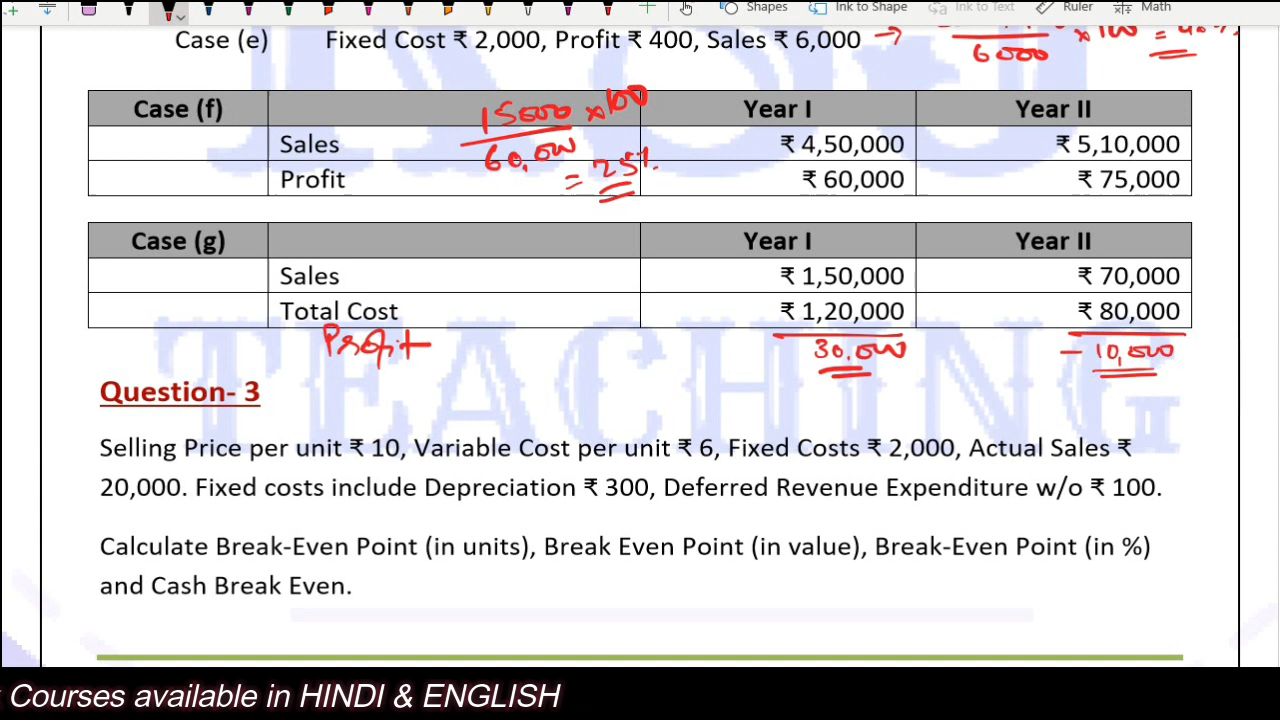 Shapes Ink to Shape Ink to Text Ruler Math
Case (e) Fixed Cost ₹ 2,000, Profit ₹ 400, Sales ₹ 6,000 →
6000 × 100 = 40%
Case (f) Year I Year II
15000 × 100
Sales ₹ 4,50,000 ₹ 5,10,000
60,000
Profit ₹ 60,000 ₹ 75,000
= 25%.
Case (g) Year I Year II
Sales ₹ 1,50,000 ₹ 70,000
Total Cost ₹ 1,20,000 ₹ 80,000
Profit 30,000 – 10,000
TEACHING
Question- 3
Selling Price per unit ₹ 10, Variable Cost per unit ₹ 6, Fixed Costs ₹ 2,000, Actual Sales ₹
20,000. Fixed costs include Depreciation ₹ 300, Deferred Revenue Expenditure w/o ₹ 100.
Calculate Break-Even Point (in units), Break Even Point (in value), Break-Even Point (in %)
and Cash Break Even.
Courses available in HINDI & ENGLISH